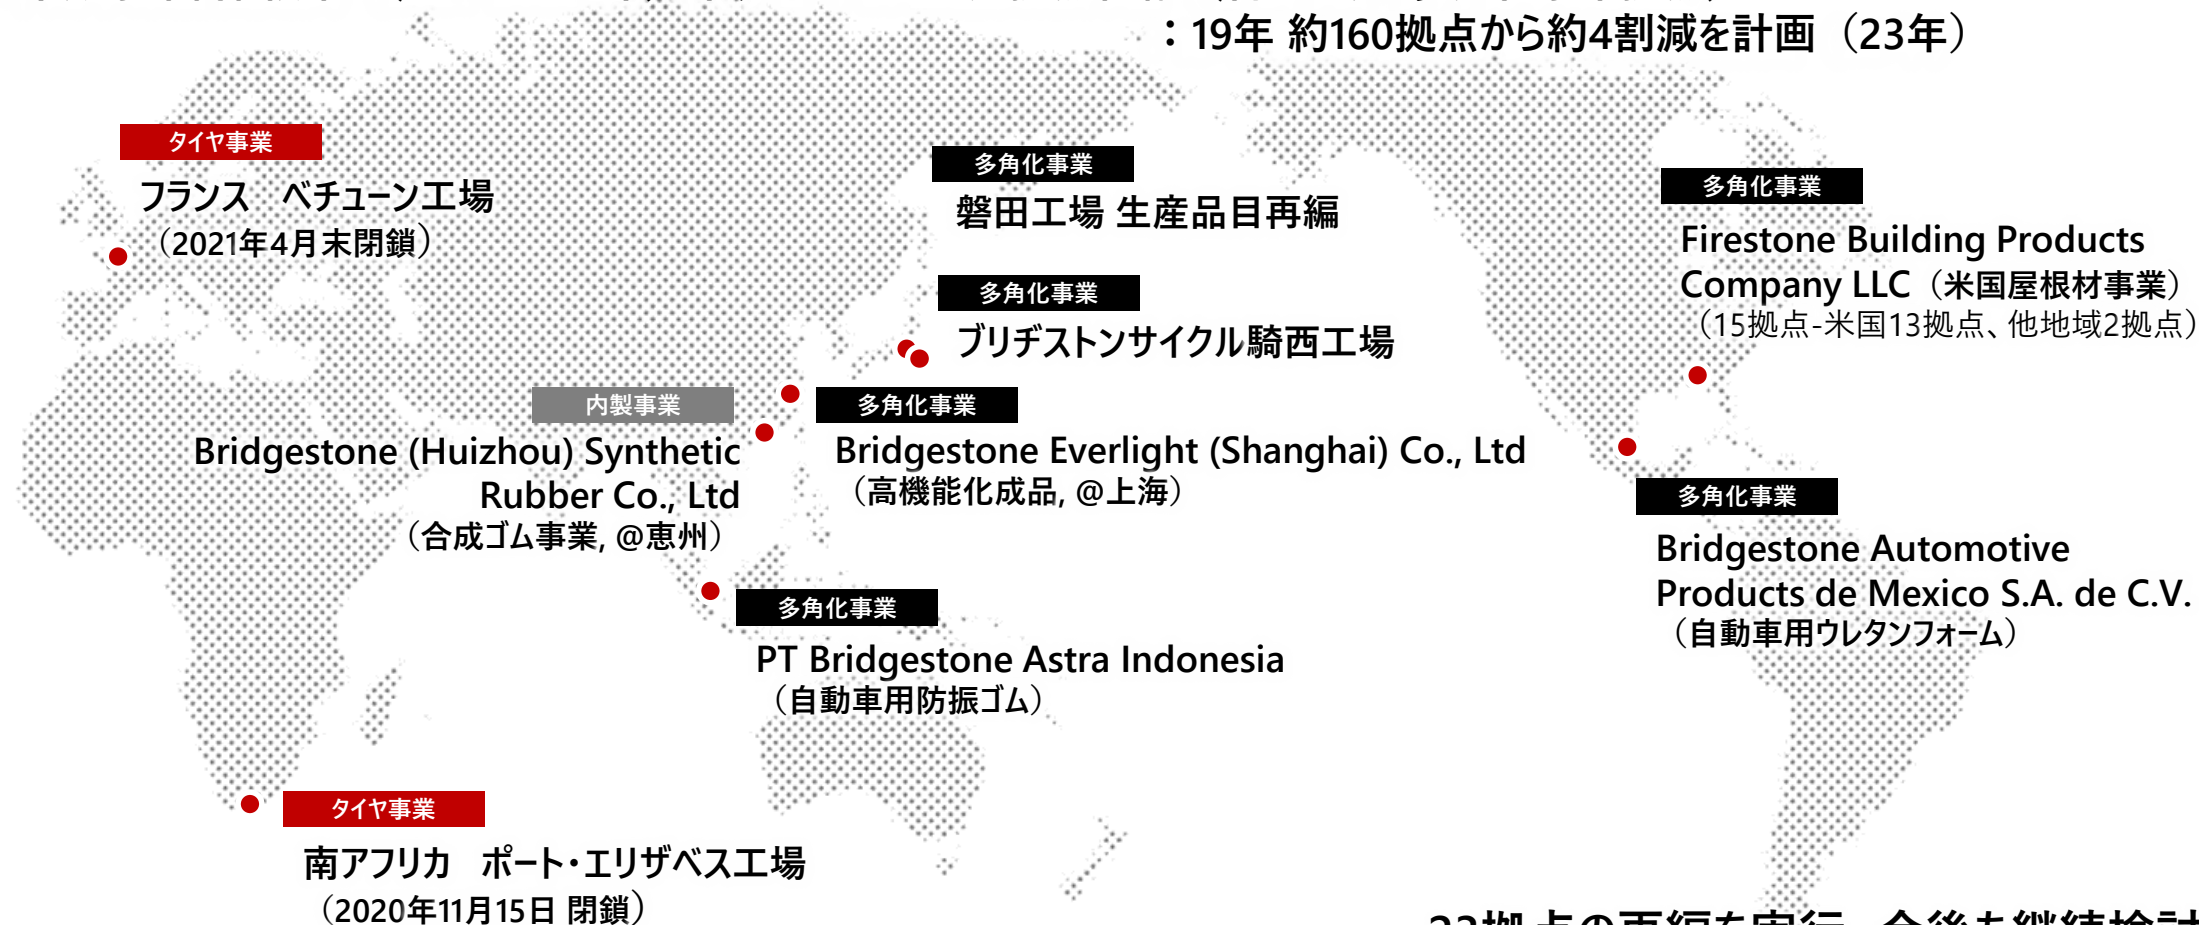 ：19年 約160拠点から約4割減を計画（23年）
タイヤ事業
フランス　ベチューン工場
（2021年4月末閉鎖）
多角化事業
磐田工場 生産品目再編
多角化事業
ブリヂストンサイクル騎西工場
多角化事業
Firestone Building Products
Company LLC（米国屋根材事業）
（15拠点-米国13拠点、他地域2拠点）
内製事業
Bridgestone (Huizhou) Synthetic
Rubber Co., Ltd
（合成ゴム事業, @恵州）
多角化事業
Bridgestone Everlight (Shanghai) Co., Ltd
（高機能化成品, @上海）
多角化事業
Bridgestone Automotive
Products de Mexico S.A. de C.V.
（自動車用ウレタンフォーム）
多角化事業
PT Bridgestone Astra Indonesia
（自動車用防振ゴム）
タイヤ事業
南アフリカ　ポート・エリザベス工場
（2020年11月15日 閉鎖）